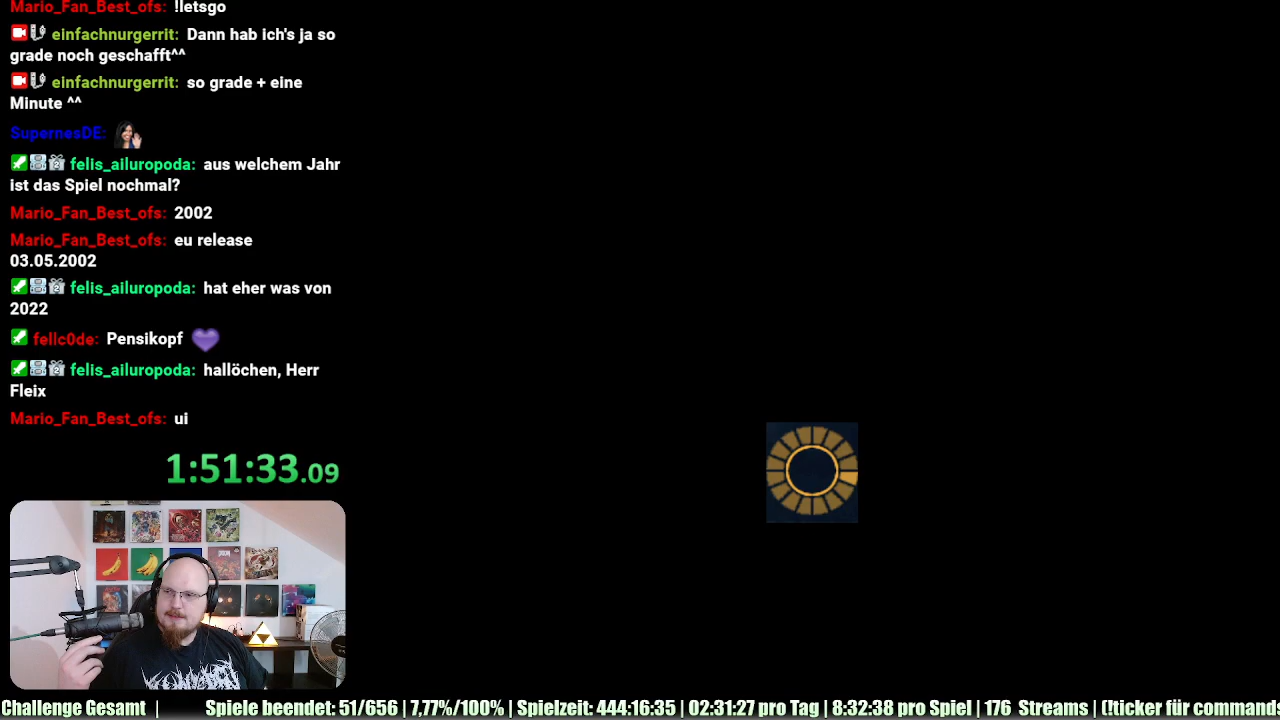 Mario_Fan_Best_ofs: !letsgo
einfachnurgerrit: Dann hab ich's ja so
grade noch geschafft^^
einfachnurgerrit: so grade + eine
Minute ^^
SupernesDE:
felis_ailuropoda: aus welchem Jahr
ist das Spiel nochmal?
Mario_Fan_Best_ofs: 2002
Mario_Fan_Best_ofs: eu release
03.05.2002
felis_ailuropoda: hat eher was von
2022
fellc0de: Pensikopf
felis_ailuropoda: hallöchen, Herr
Fleix
Mario_Fan_Best_ofs: ui
1:51:33.09
Challenge Gesamt | Spiele beendet: 51/656 | 7,77%/100% | Spielzeit: 444:16:35 | 02:31:27 pro Tag | 8:32:38 pro Spiel | 176 Streams | (!ticker für commands